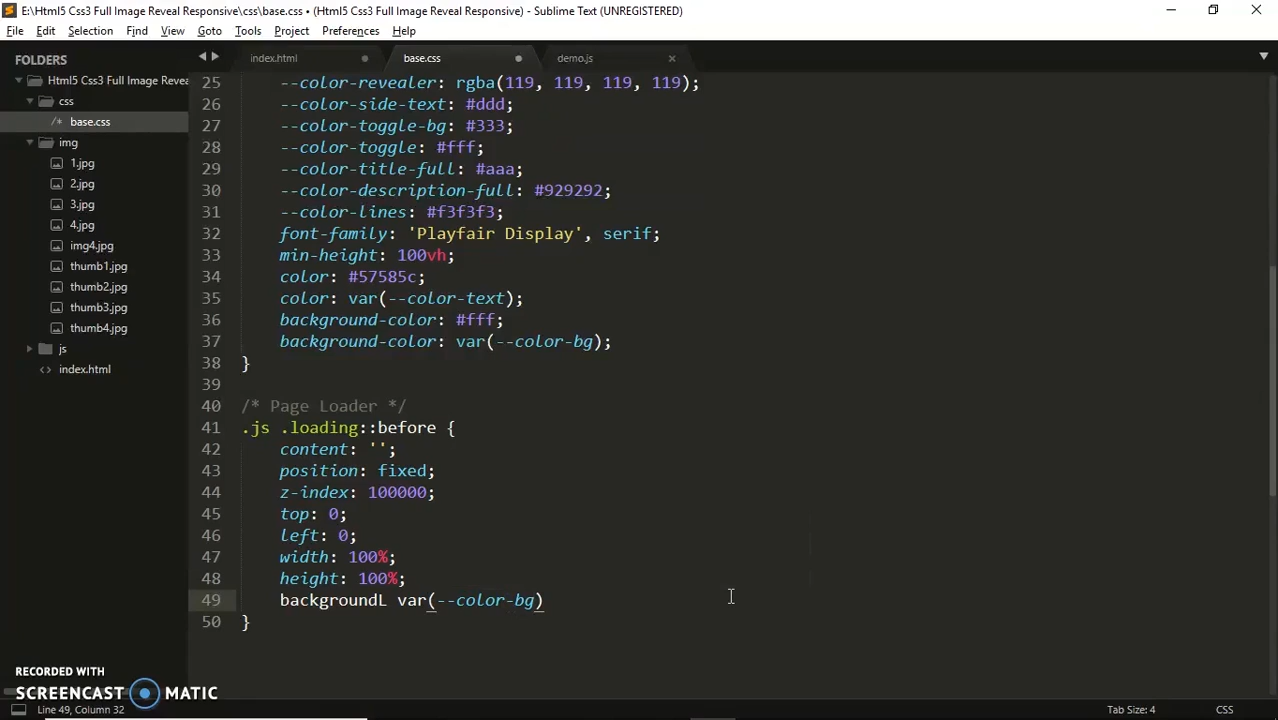 E:\Html5 Css3 Full Image Reveal Responsive\css\base.css • (Html5 Css3 Full Image Reveal Responsive) - Sublime Text (UNREGISTERED)
File Edit Selection Find View Goto Tools Project Preferences Help
FOLDERS
Html5 Css3 Full Image Revea
css
/* base.css
img
1.jpg
2.jpg
3.jpg
4.jpg
img4.jpg
thumb1.jpg
thumb2.jpg
thumb3.jpg
thumb4.jpg
js
<> index.html
index.html base.css demo.js
25 --color-revealer: rgba(119, 119, 119, 119);
26 --color-side-text: #ddd;
27 --color-toggle-bg: #333;
28 --color-toggle: #fff;
29 --color-title-full: #aaa;
30 --color-description-full: #929292;
31 --color-lines: #f3f3f3;
32 font-family: 'Playfair Display', serif;
33 min-height: 100vh;
34 color: #57585c;
35 color: var(--color-text);
36 background-color: #fff;
37 background-color: var(--color-bg);
38 }
39
40 /* Page Loader */
41 .js .loading::before {
42 content: '';
43 position: fixed;
44 z-index: 100000;
45 top: 0;
46 left: 0;
47 width: 100%;
48 height: 100%;
49 backgroundL var(--color-bg)
50 }
RECORDED WITH
SCREENCAST MATIC
Line 49, Column 32
Tab Size: 4
CSS